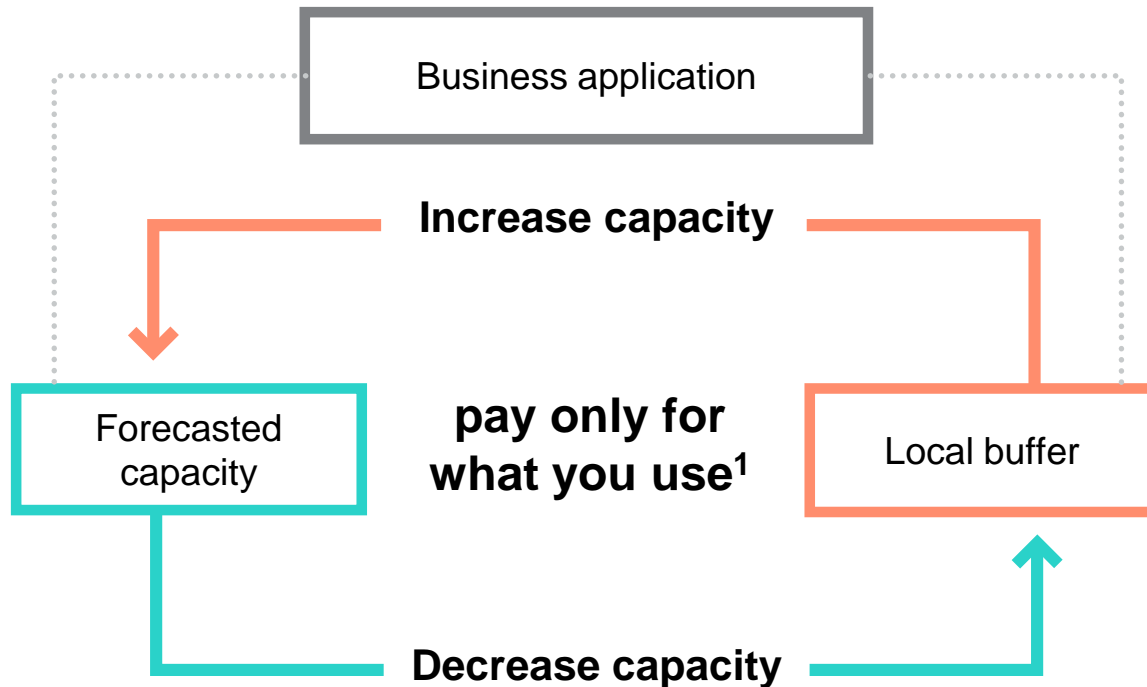 Business application
Increase capacity
Forecasted
capacity
pay only for
what you use¹
Local buffer
Decrease capacity